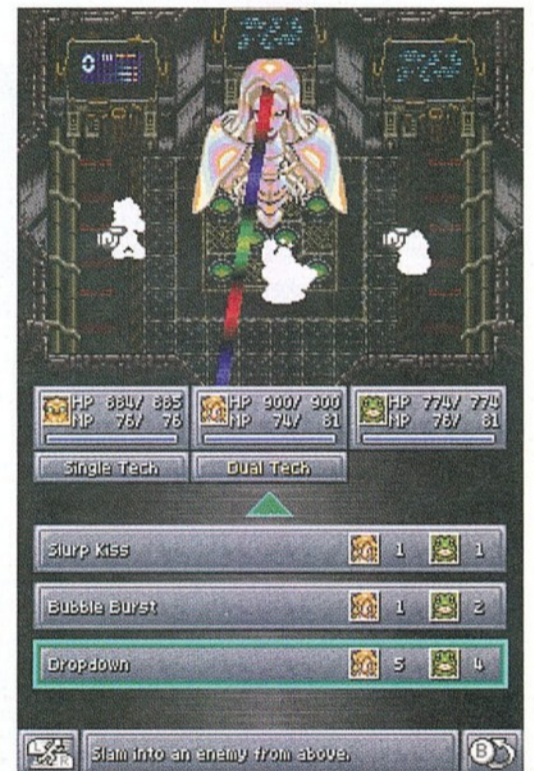 HP 884/ 885
MP 76/ 76
HP 900/ 900
MP 74/ 81
HP 774/ 774
MP 76/ 81
Single Tech
Dual Tech
Slurp Kiss 1 1
Bubble Burst 1 2
Dropdown 5 4
L R
Slam into an enemy from above.
B